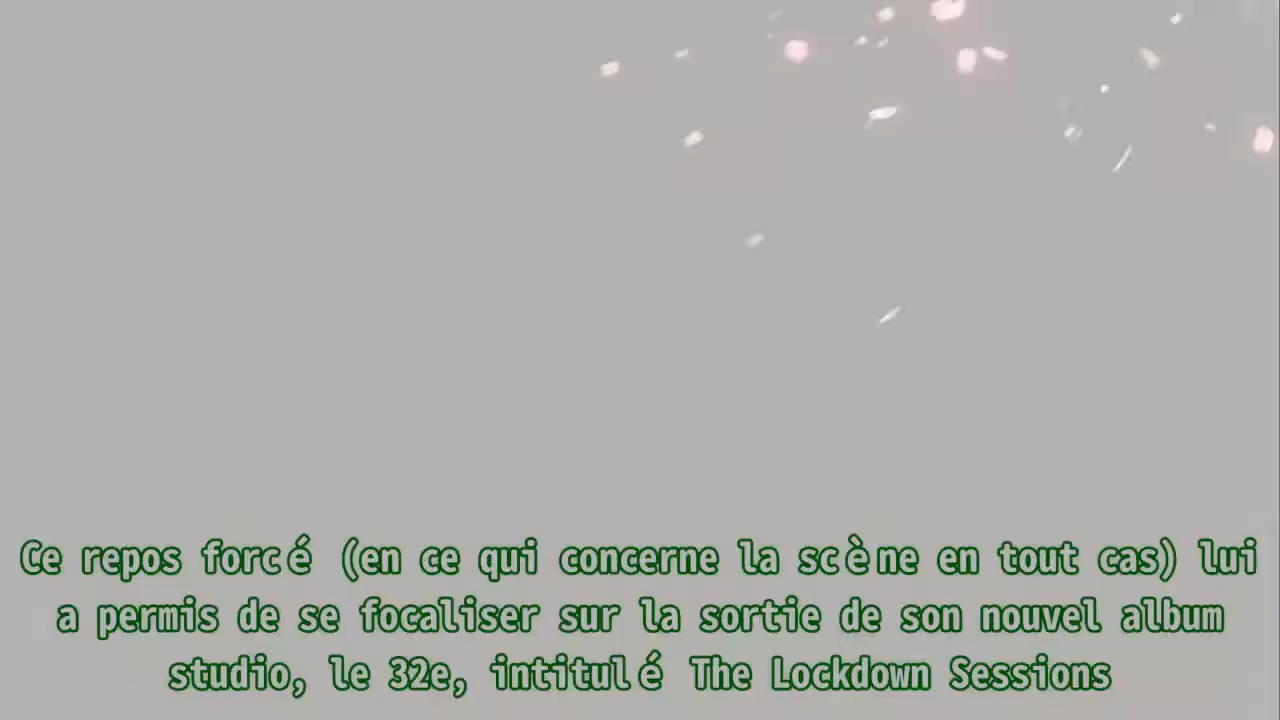 Ce repos forcé (en ce qui concerne la scène en tout cas) lui
a permis de se focaliser sur la sortie de son nouvel album
studio, le 32e, intitulé The Lockdown Sessions